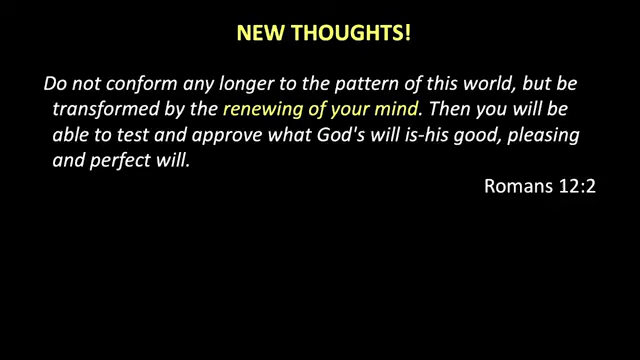 NEW THOUGHTS!
Do not conform any longer to the pattern of this world, but be
transformed by the renewing of your mind. Then you will be
able to test and approve what God's will is-his good, pleasing
and perfect will.
Romans 12:2